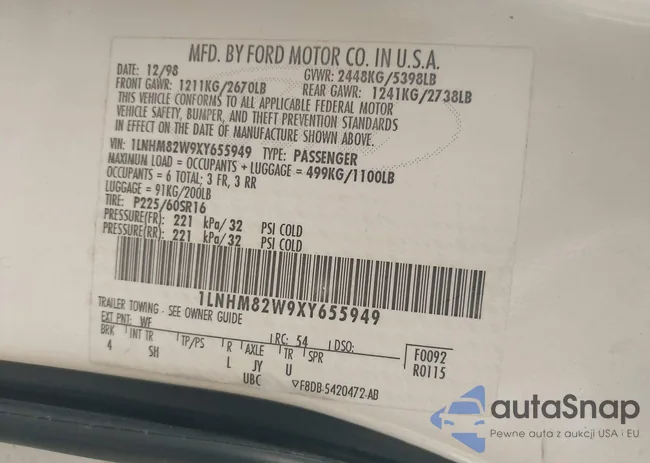 MFD. BY FORD MOTOR CO. IN U.S.A.
DATE: 12/98 GVWR: 2448KG/5398LB
FRONT GAWR: 1211KG/2670LB REAR GAWR: 1241KG/2738LB
THIS VEHICLE CONFORMS TO ALL APPLICABLE FEDERAL MOTOR
VEHICLE SAFETY, BUMPER, AND THEFT PREVENTION STANDARDS
IN EFFECT ON THE DATE OF MANUFACTURE SHOWN ABOVE.
VIN: 1LNHM82W9XY655949 TYPE: PASSENGER
MAXIMUM LOAD = OCCUPANTS + LUGGAGE = 499KG/1100LB
OCCUPANTS = 6 TOTAL; 3 FR, 3 RR
LUGGAGE = 91KG/200LB
TIRE: P225/60SR16
PRESSURE(FR): 221 kPa/ 32 PSI COLD
PRESSURE(RR): 221 kPa/ 32 PSI COLD
1LNHM82W9XY655949
TRAILER TOWING - SEE OWNER GUIDE
EXT PNT: WF RC: 54 DSO: F0092
BRK INT TR TP/PS R AXLE TR SPR R0115
4 SH L JY U
UBC F8DB-5420472-AB
autaSnap
Pewne auta z aukcji USA i EU